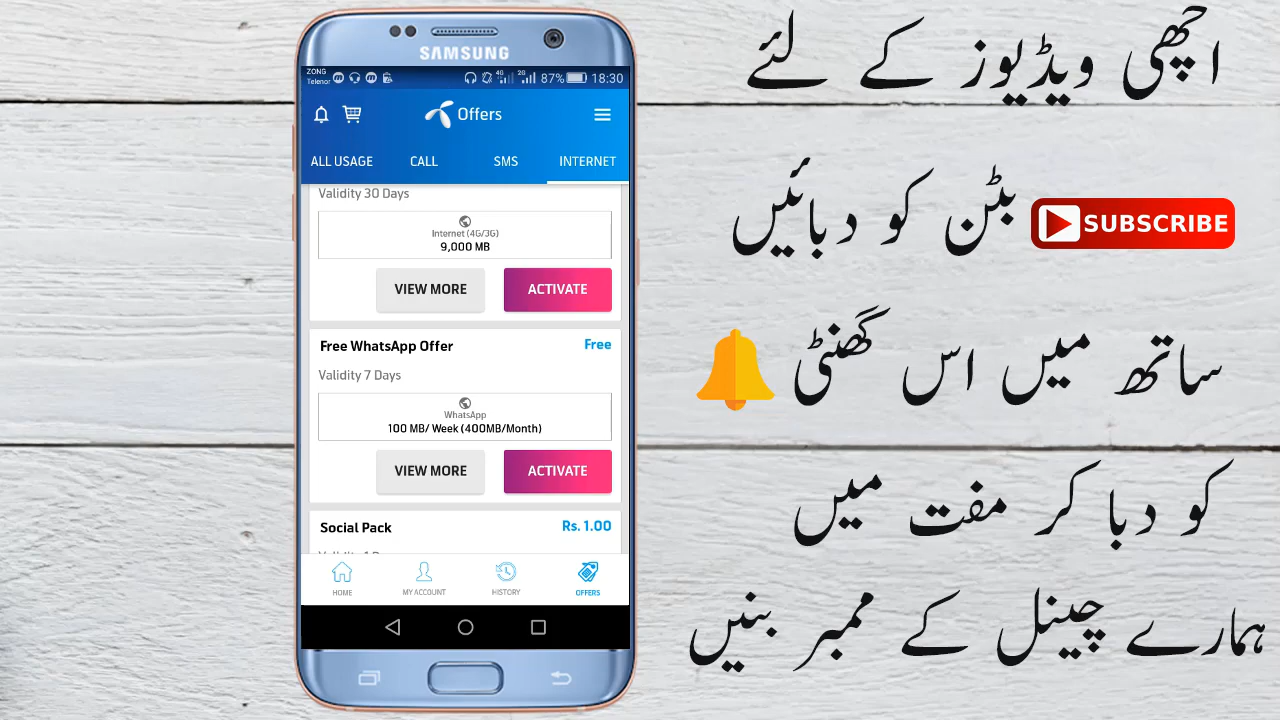 SAMSUNG
ZONG
Telenor
4G
2G
87%
18:30
Offers
ALL USAGE
CALL
SMS
INTERNET
Validity 30 Days
Internet (4G/3G)
9,000 MB
VIEW MORE
ACTIVATE
Free WhatsApp Offer
Free
Validity 7 Days
WhatsApp
100 MB/ Week (400MB/Month)
VIEW MORE
ACTIVATE
Social Pack
Rs. 1.00
HOME
MY ACCOUNT
HISTORY
OFFERS
اچھی ویڈیوز کے لئے
SUBSCRIBE بٹن کو دبائیں
ساتھ میں اس گھنٹی
کو دبا کر مفت میں
ہمارے چینل کے ممبر بنیں